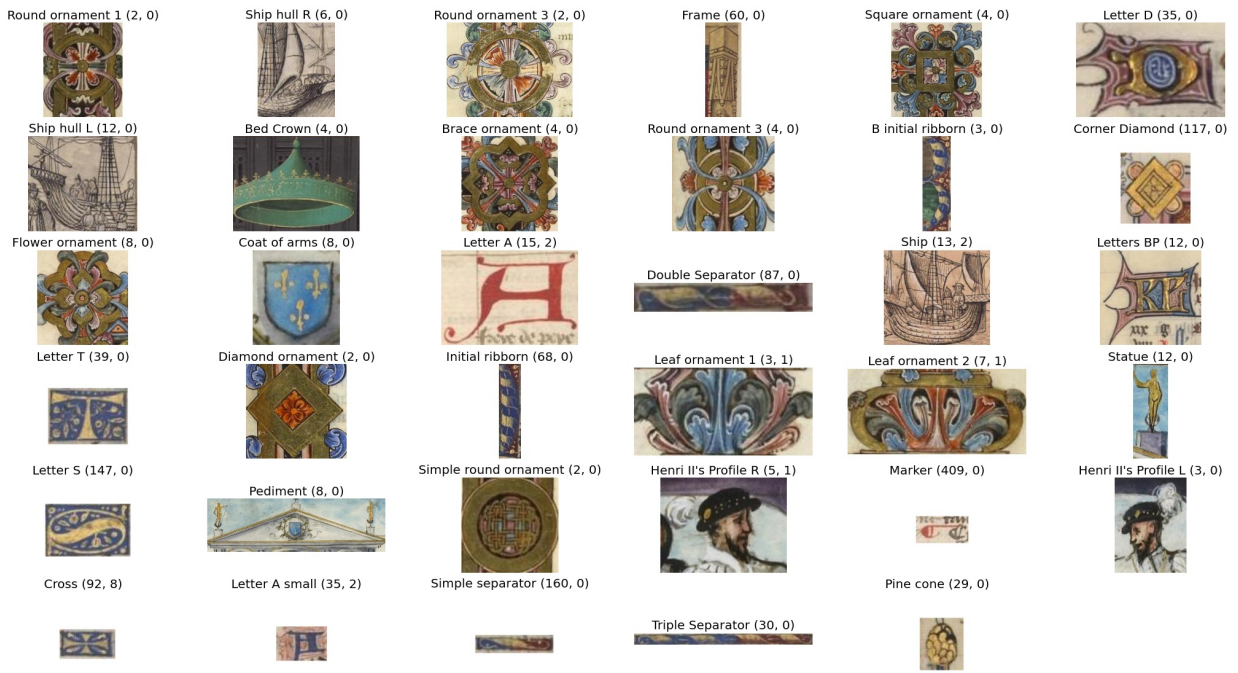 Round ornament 1 (2, 0)
Ship hull R (6, 0)
Round ornament 3 (2, 0)
Frame (60, 0)
Square ornament (4, 0)
Letter D (35, 0)
Ship hull L (12, 0)
Bed Crown (4, 0)
Brace ornament (4, 0)
Round ornament 3 (4, 0)
B initial ribborn (3, 0)
Corner Diamond (117, 0)
Flower ornament (8, 0)
Coat of arms (8, 0)
Letter A (15, 2)
A
Double Separator (87, 0)
Ship (13, 2)
Letters BP (12, 0)
Letter T (39, 0)
T
Diamond ornament (2, 0)
Initial ribborn (68, 0)
Leaf ornament 1 (3, 1)
Leaf ornament 2 (7, 1)
Statue (12, 0)
Letter S (147, 0)
S
Pediment (8, 0)
Simple round ornament (2, 0)
Henri II's Profile R (5, 1)
Marker (409, 0)
Henri II's Profile L (3, 0)
Cross (92, 8)
Letter A small (35, 2)
A
Simple separator (160, 0)
Triple Separator (30, 0)
Pine cone (29, 0)